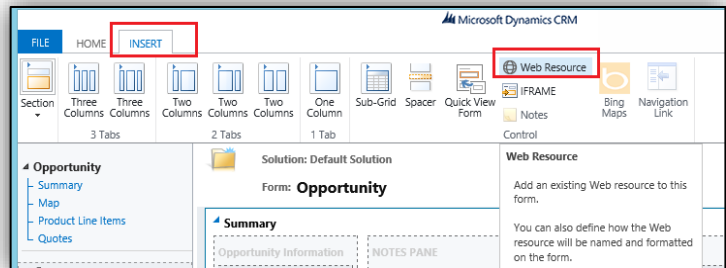 Microsoft Dynamics CRM
FILE HOME INSERT
Section
Three Columns
Three Columns
3 Tabs
Two Columns
Two Columns
Two Columns
2 Tabs
One Column
1 Tab
Sub-Grid
Spacer
Quick View Form
Web Resource
IFRAME
Notes
Bing Maps
Navigation Link
Control
Opportunity
Summary
Map
Product Line Items
Quotes
Solution: Default Solution
Form: Opportunity
Summary
Opportunity Information
NOTES PANE
Web Resource
Add an existing Web resource to this
form.
You can also define how the Web
resource will be named and formatted
on the form.